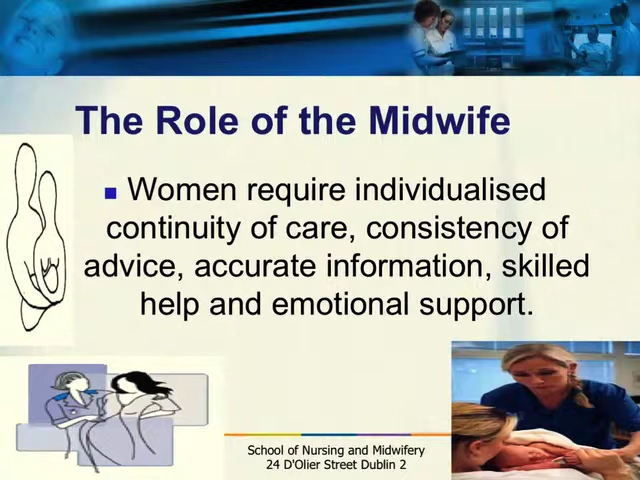 The Role of the Midwife
Women require individualised
continuity of care, consistency of
advice, accurate information, skilled
help and emotional support.
School of Nursing and Midwifery
24 D'Olier Street Dublin 2